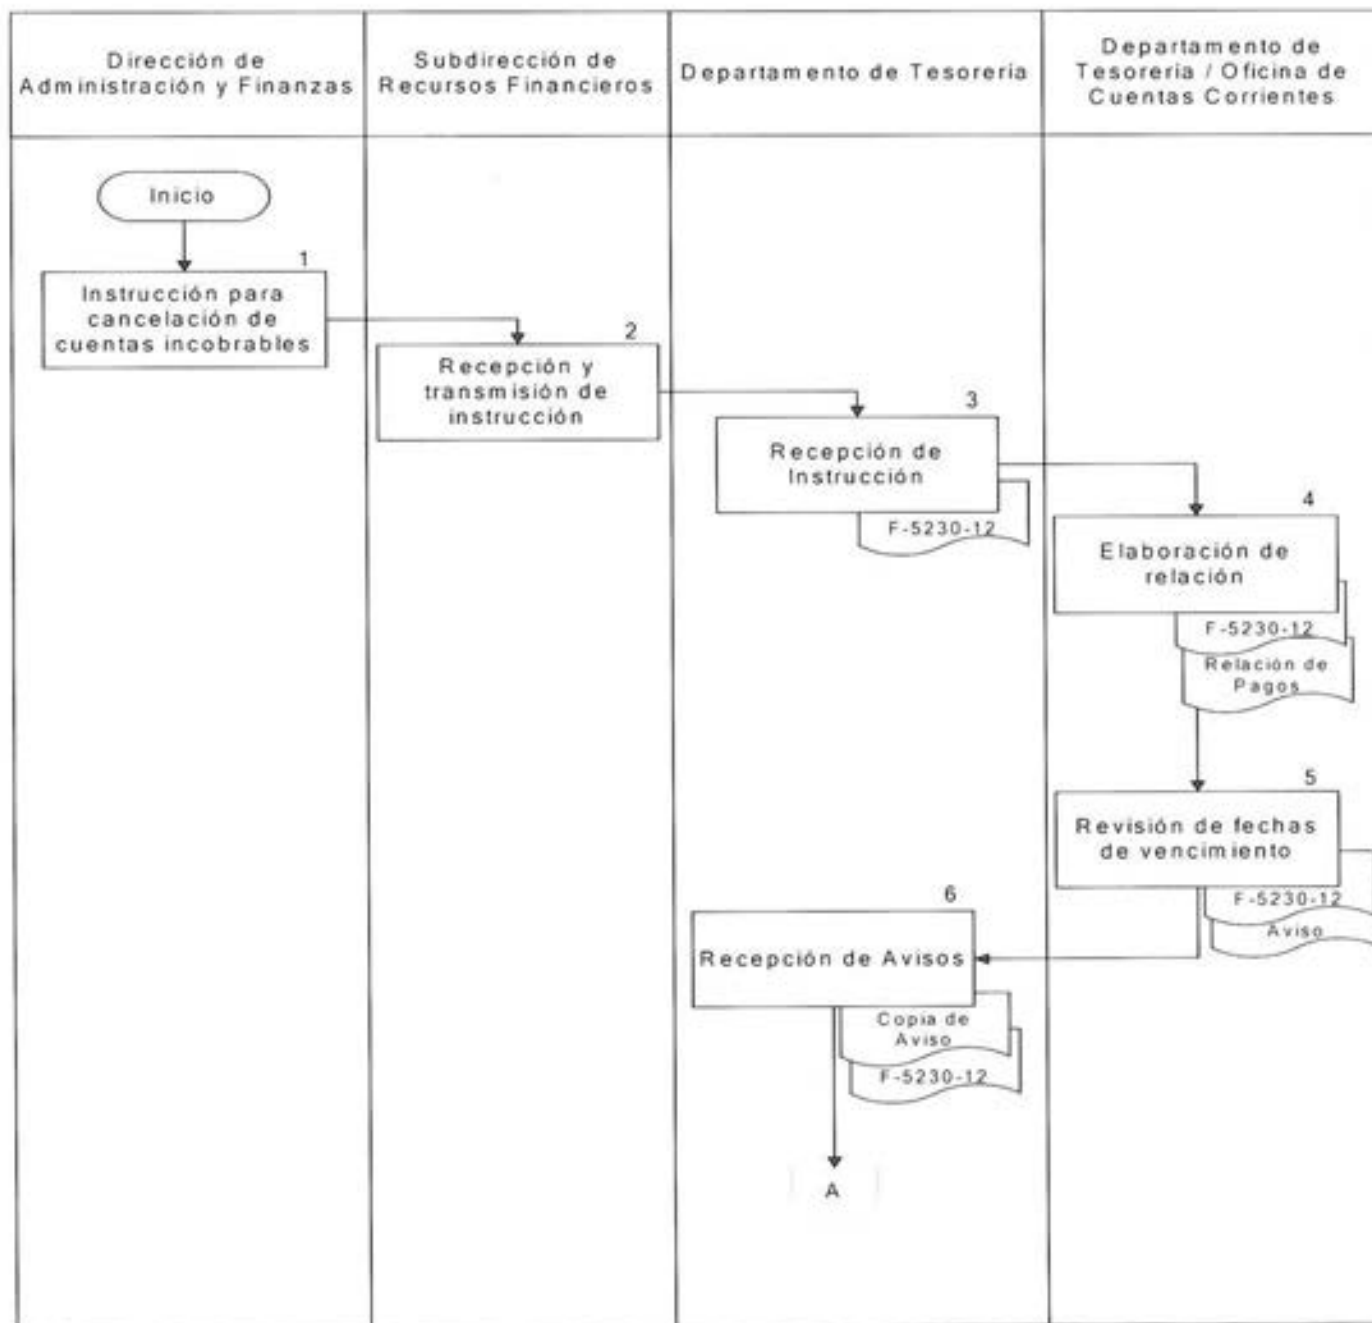 Dirección de
Administración y Finanzas
Subdirección de
Recursos Financieros
Departamento de Tesorería
Departamento de
Tesorería / Oficina de
Cuentas Corrientes
Inicio
1
Instrucción para
cancelación de
cuentas incobrables
2
Recepción y
transmisión de
instrucción
3
Recepción de
Instrucción
F-5230-12
4
Elaboración de
relación
F-5230-12
Relación de
Pagos
5
Revisión de fechas
de vencimiento
F-5230-12
Aviso
6
Recepción de Avisos
Copia de
Aviso
F-5230-12
A